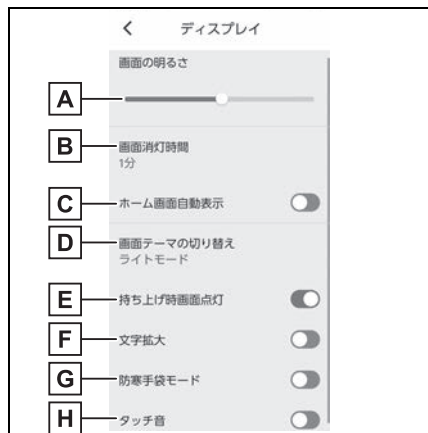 ディスプレイ
画面の明るさ
A
B
画面消灯時間
1分
C
ホーム画面自動表示
D
画面テーマの切り替え
ライトモード
E
持ち上げ時画面点灯
F
文字拡大
G
防寒手袋モード
H
タッチ音